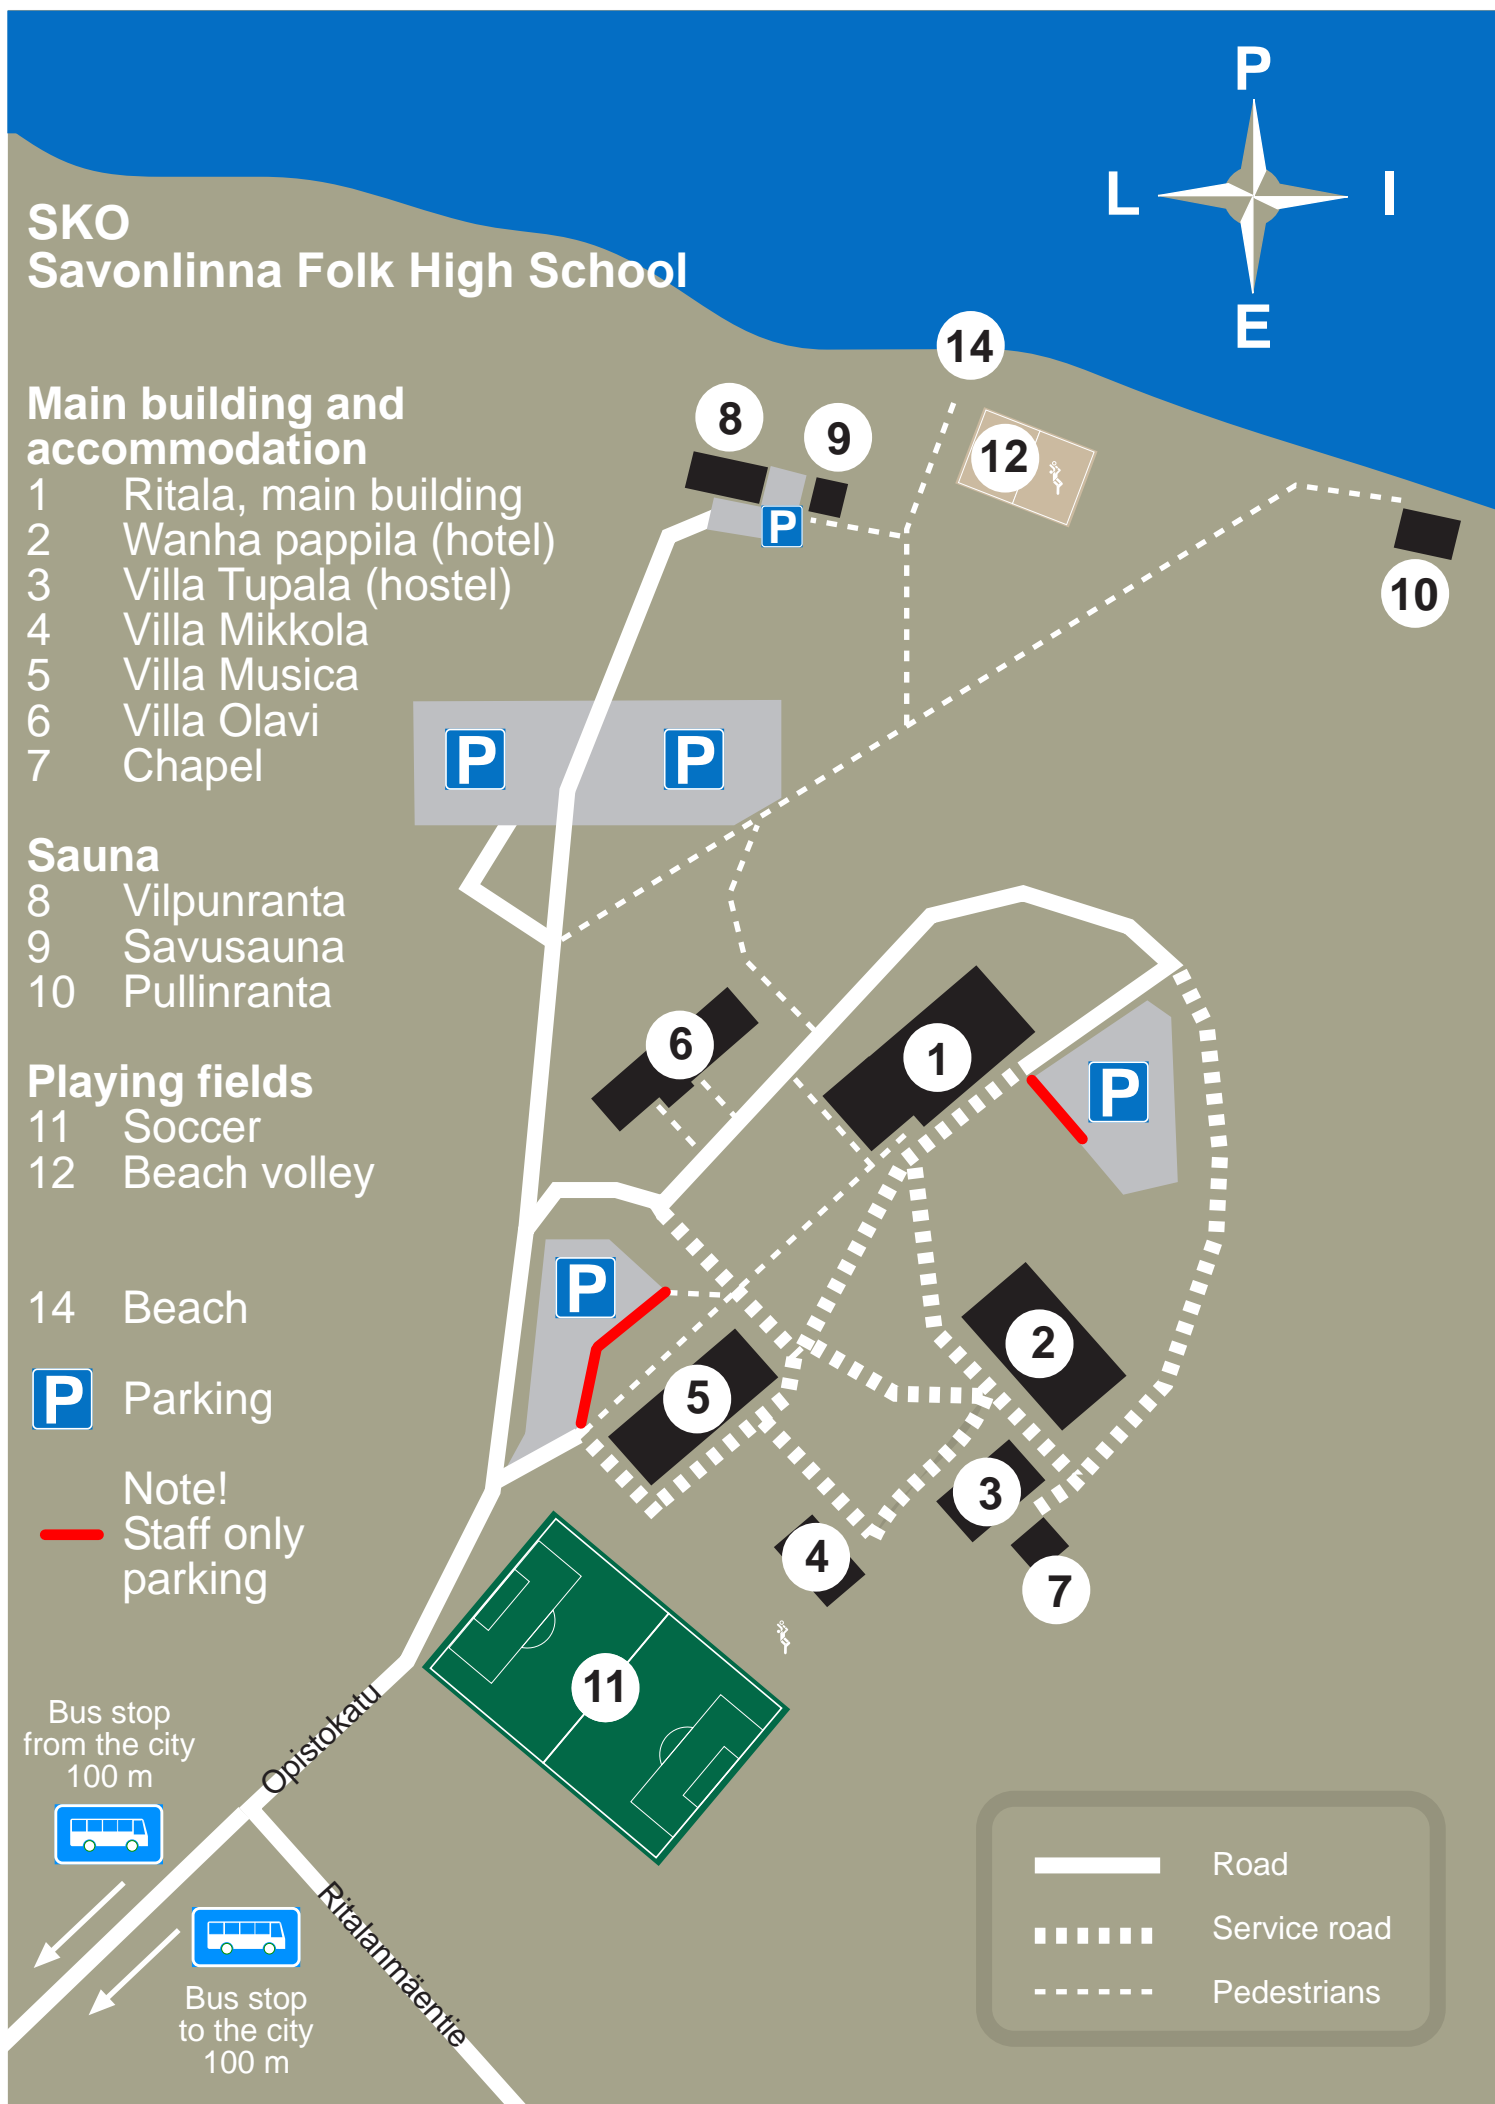 P
L
I
E
SKO
Savonlinna Folk High School
14
8
9
12
10
P
Main building and
accommodation
1 Ritala, main building
2 Wanha pappila (hotel)
3 Villa Tupala (hostel)
4 Villa Mikkola
5 Villa Musica
6 Villa Olavi
7 Chapel
P
P
Sauna
8 Vilpunranta
9 Savusauna
10 Pullinranta
6
1
P
Playing fields
11 Soccer
12 Beach volley
14 Beach
P
2
5
3
4
7
11
P Parking
Note!
Staff only
parking
Bus stop
from the city
100 m
Opistokatu
Bus stop
to the city
100 m
Ritalanmäentie
Road
Service road
Pedestrians